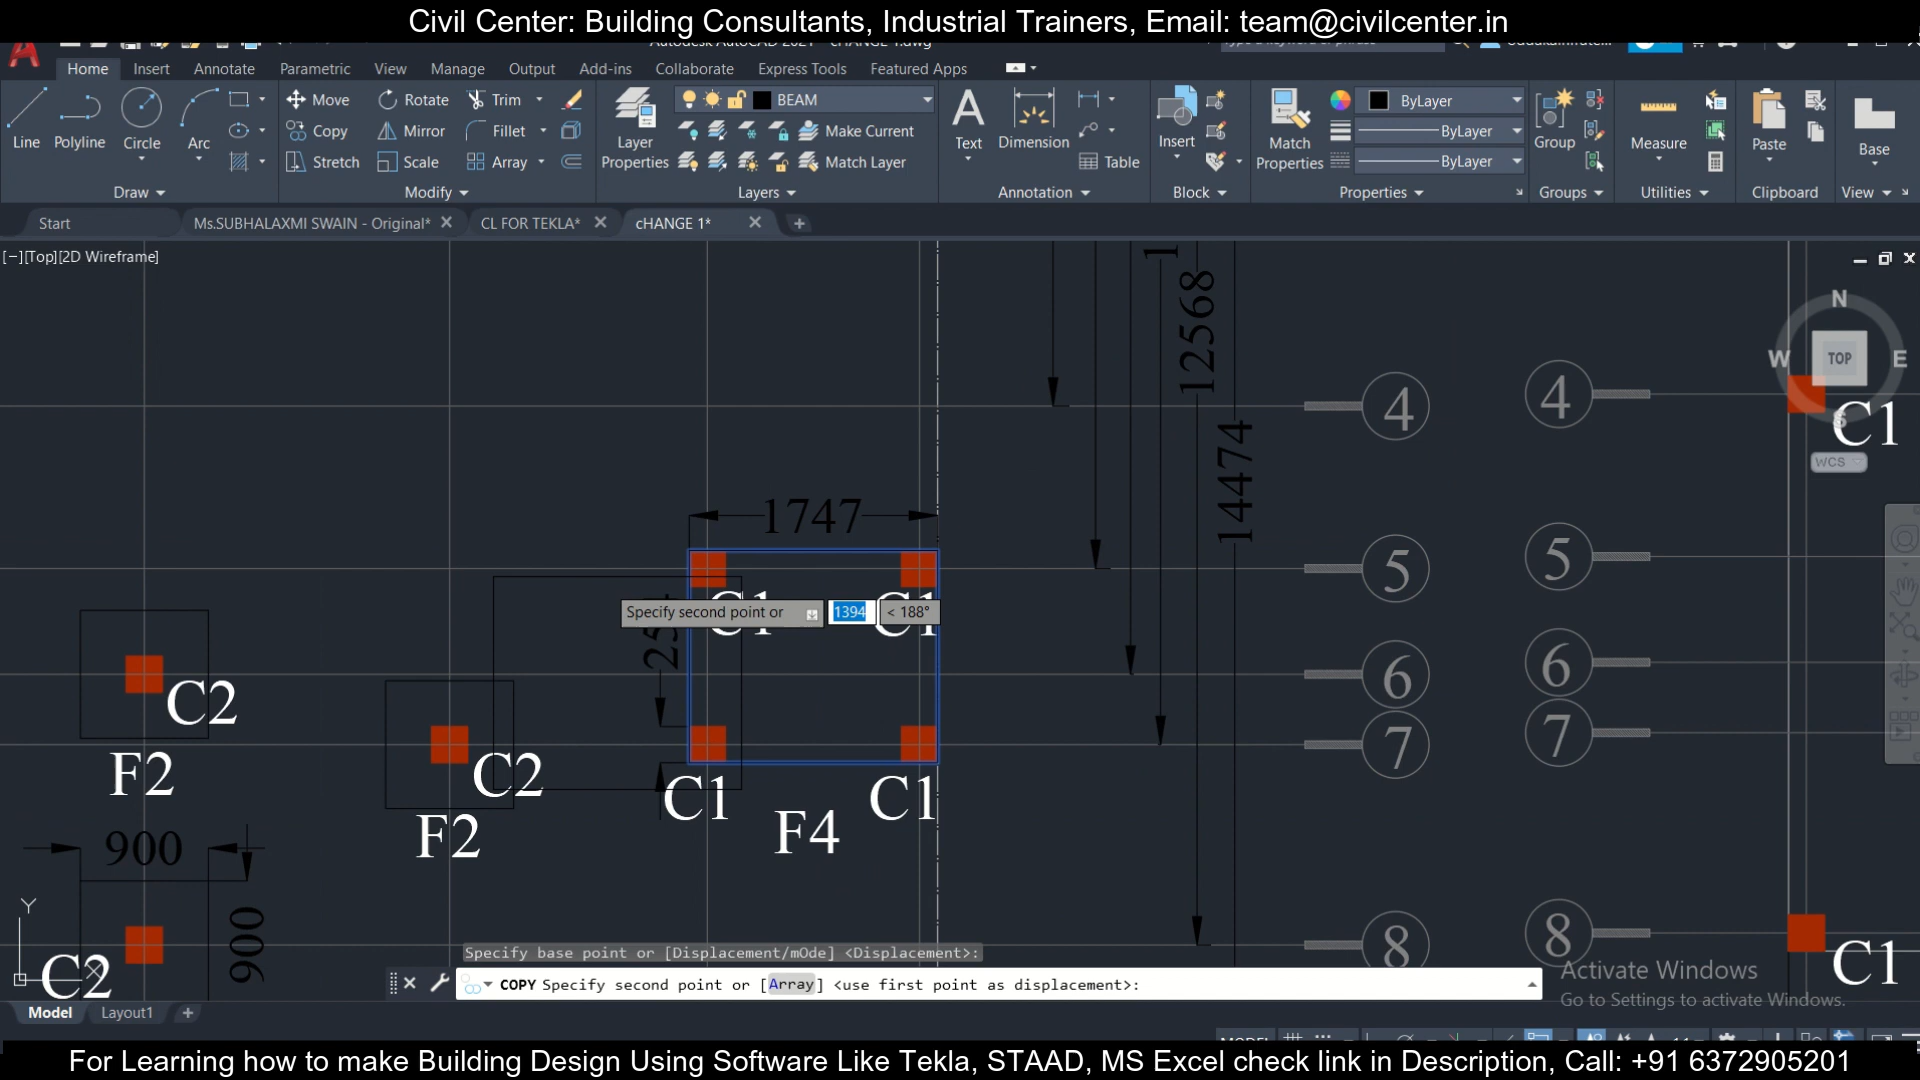 Civil Center: Building Consultants, Industrial Trainers, Email: team@civilcenter.in
Home Insert Annotate Parametric View Manage Output Add-ins Collaborate Express Tools Featured Apps
Line Polyline Circle Arc
Move Rotate Trim
Copy Mirror Fillet
Stretch Scale Array
Layer Properties
BEAM
Make Current
Match Layer
Text Dimension Table
Insert
Match Properties
ByLayer
ByLayer
ByLayer
Group Measure Paste Base
Draw Modify Layers Annotation Block Properties Groups Utilities Clipboard View
Start Ms.SUBHALAXMI SWAIN - Original* CL FOR TEKLA* cHANGE 1*
[−][Top][2D Wireframe]
N
W TOP E
S
WCS
12568
14474
4 4 C1
1747
5 5
C1 C1
Specify second point or 1394 < 188°
6 6
C2
F2
7 7
C2
F2
C1 C1
F4
900
900
8 8 C1
C2
Y
X
Specify base point or [Displacement/mOde] <Displacement>:
COPY Specify second point or [Array] <use first point as displacement>:
Activate Windows
Go to Settings to activate Windows.
Model Layout1
For Learning how to make Building Design Using Software Like Tekla, STAAD, MS Excel check link in Description, Call: +91 6372905201